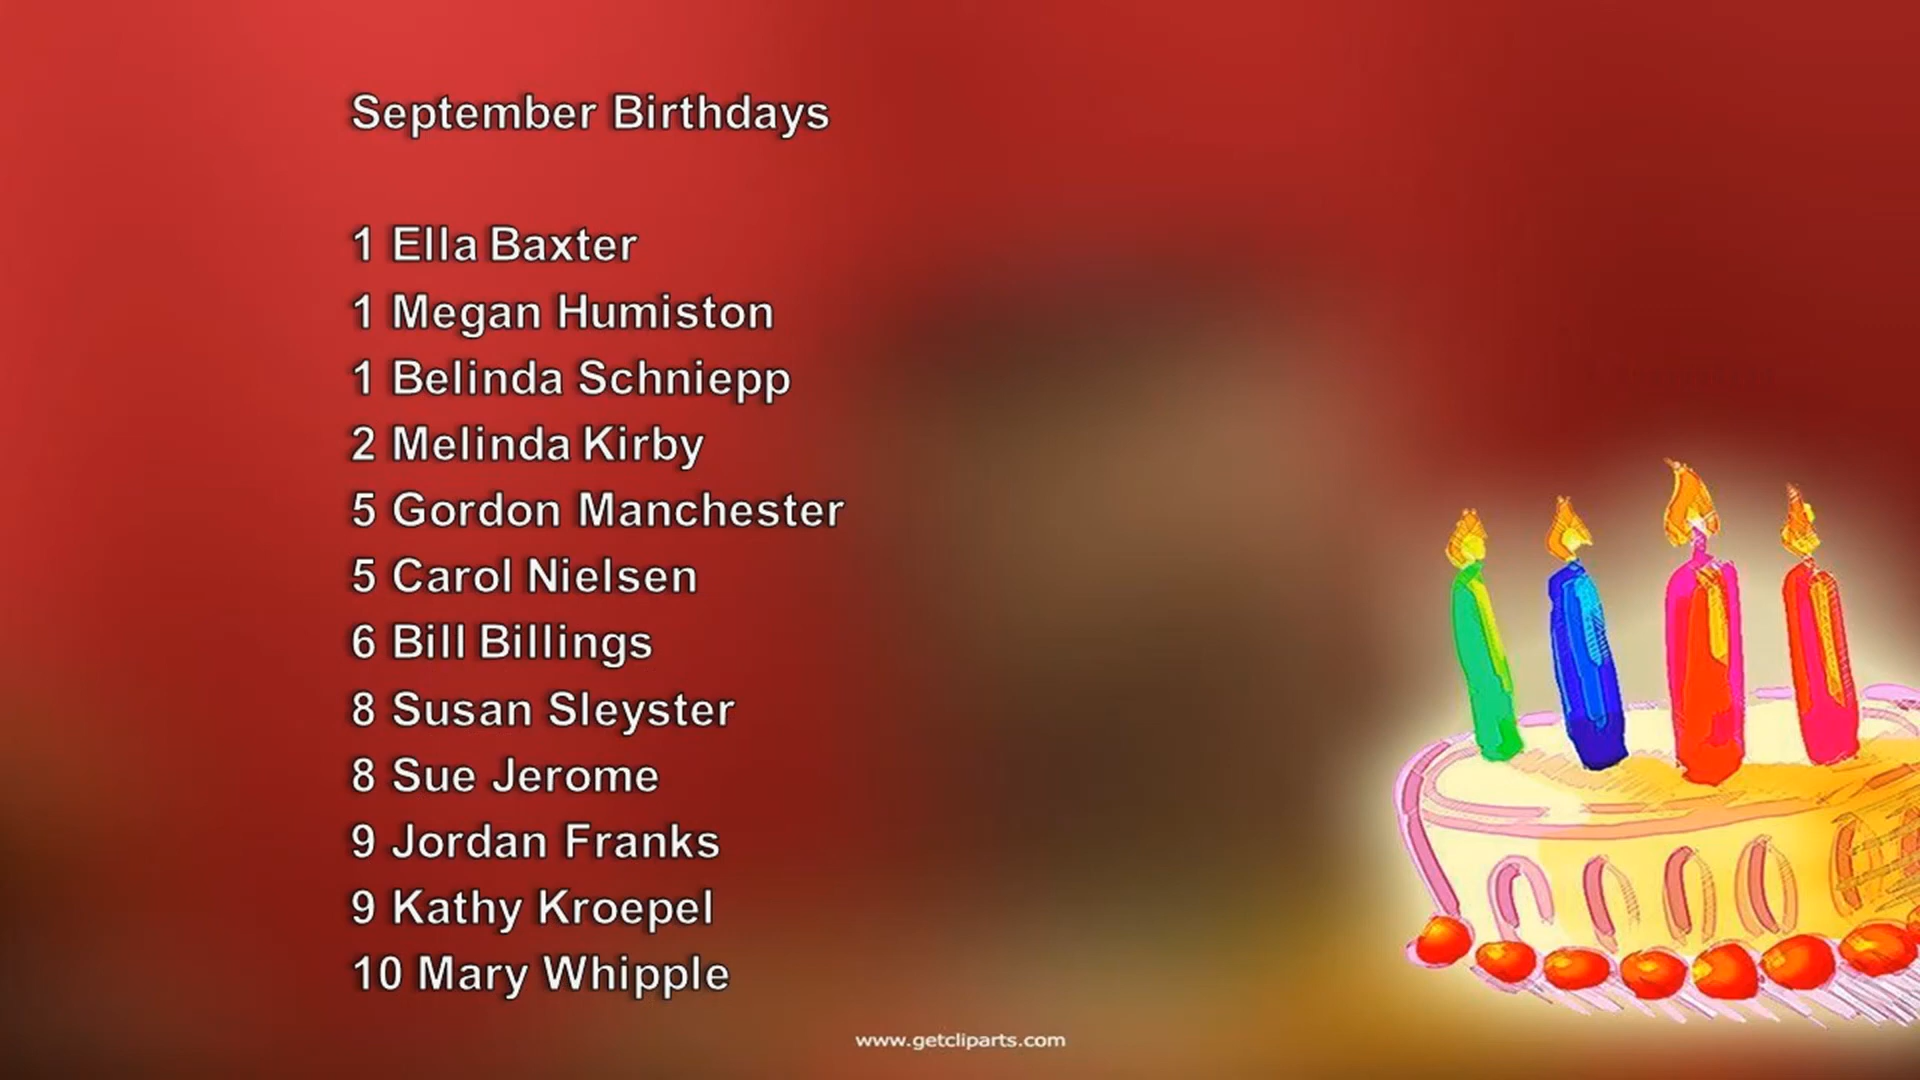 September Birthdays
1 Ella Baxter
1 Megan Humiston
1 Belinda Schniepp
2 Melinda Kirby
5 Gordon Manchester
5 Carol Nielsen
6 Bill Billings
8 Susan Sleyster
8 Sue Jerome
9 Jordan Franks
9 Kathy Kroepel
10 Mary Whipple
www.getcliparts.com